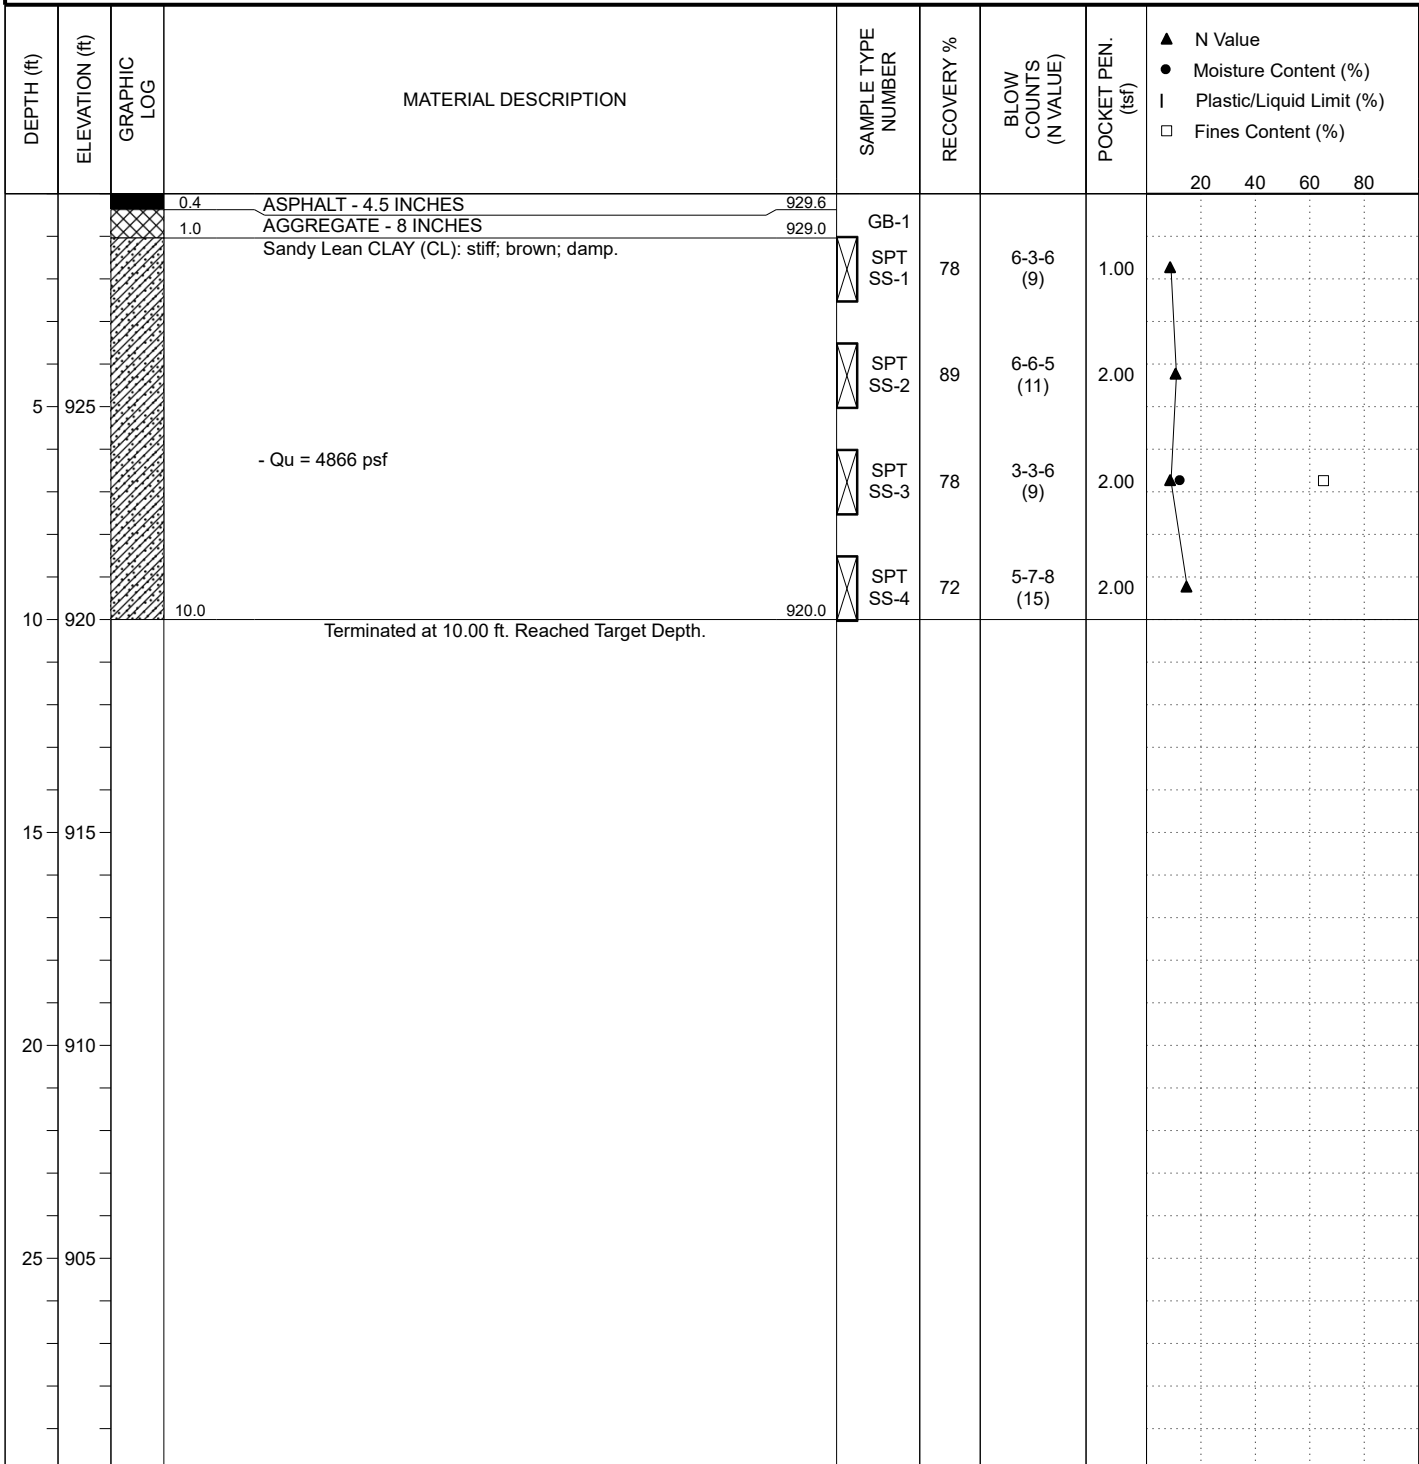 DEPTH (ft)
ELEVATION (ft)
GRAPHIC
LOG
MATERIAL DESCRIPTION
SAMPLE TYPE
NUMBER
RECOVERY %
BLOW
COUNTS
(N VALUE)
POCKET PEN.
(tsf)
N Value
Moisture Content (%)
Plastic/Liquid Limit (%)
Fines Content (%)
20 40 60 80
0.4 ASPHALT - 4.5 INCHES 929.6
1.0 AGGREGATE - 8 INCHES 929.0
GB-1
Sandy Lean CLAY (CL): stiff; brown; damp.
SPT
SS-1
78
6-3-6
(9)
1.00
SPT
SS-2
89
6-6-5
(11)
2.00
5 925
- Qu = 4866 psf
SPT
SS-3
78
3-3-6
(9)
2.00
SPT
SS-4
72
5-7-8
(15)
2.00
10.0 920.0
10 920
Terminated at 10.00 ft. Reached Target Depth.
15 915
20 910
25 905